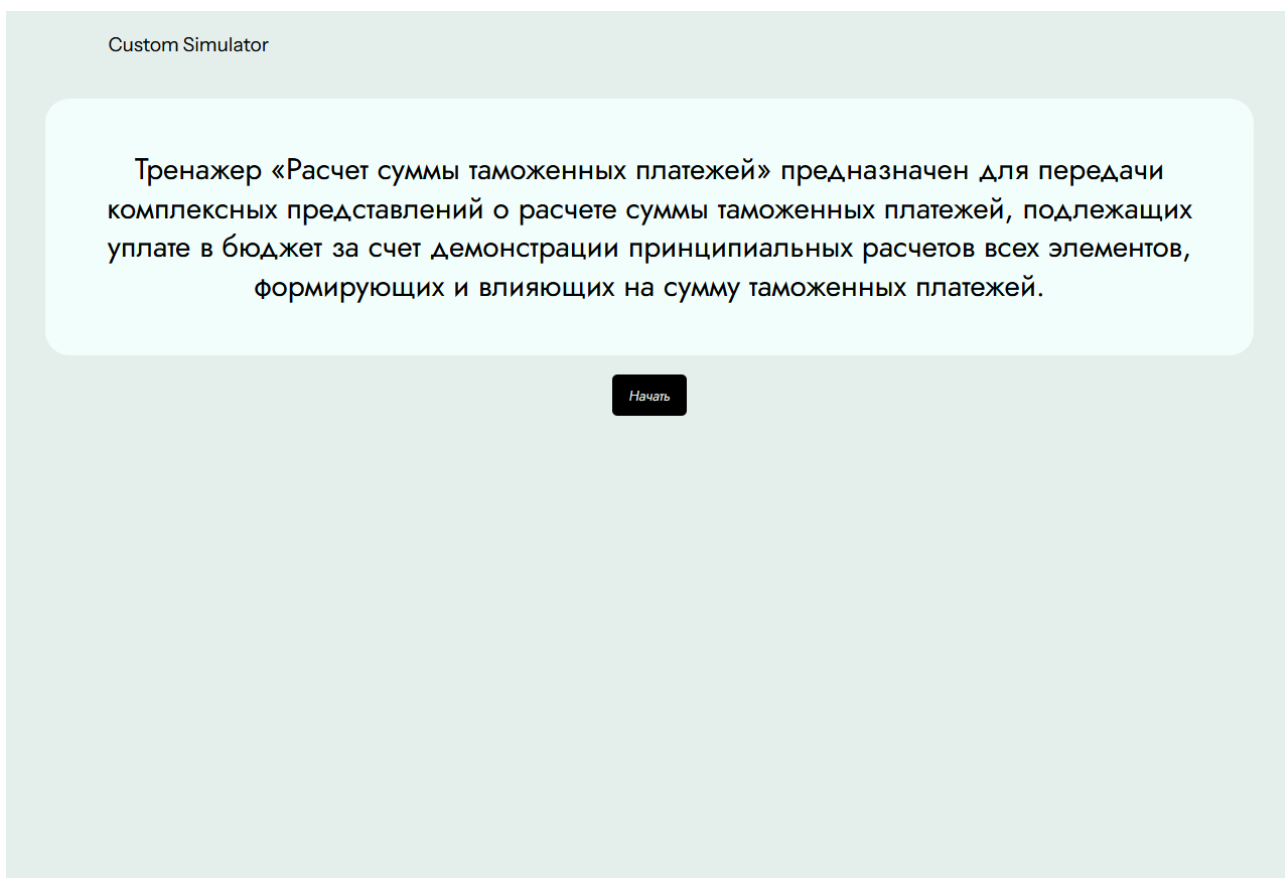 Custom Simulator
Тренажер «Расчет суммы таможенных платежей» предназначен для передачи
комплексных представлений о расчете суммы таможенных платежей, подлежащих
уплате в бюджет за счет демонстрации принципиальных расчетов всех элементов,
формирующих и влияющих на сумму таможенных платежей.
Начать